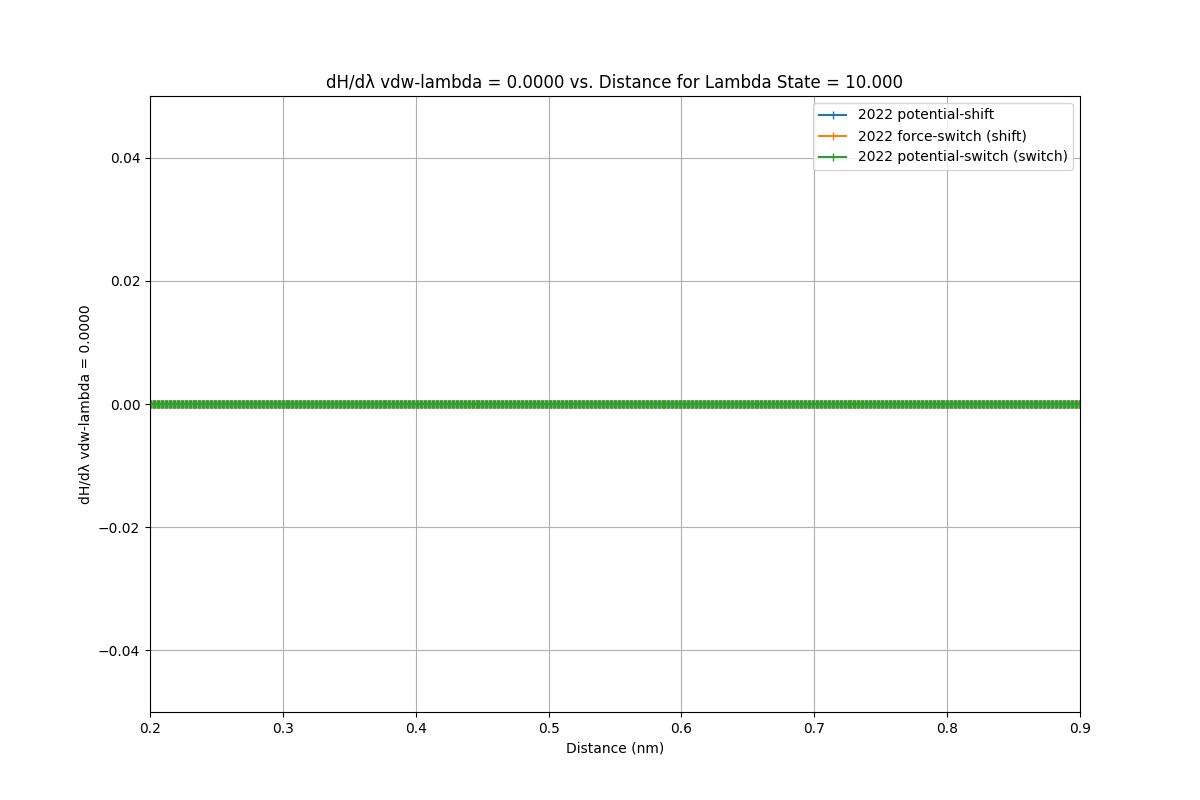 dH/dλ vdw-lambda = 0.0000 vs. Distance for Lambda State = 10.000
2022 potential-shift
2022 force-switch (shift)
2022 potential-switch (switch)
0.04
0.02
0.00
−0.02
−0.04
dH/dλ vdw-lambda = 0.0000
0.2 0.3 0.4 0.5 0.6 0.7 0.8 0.9
Distance (nm)